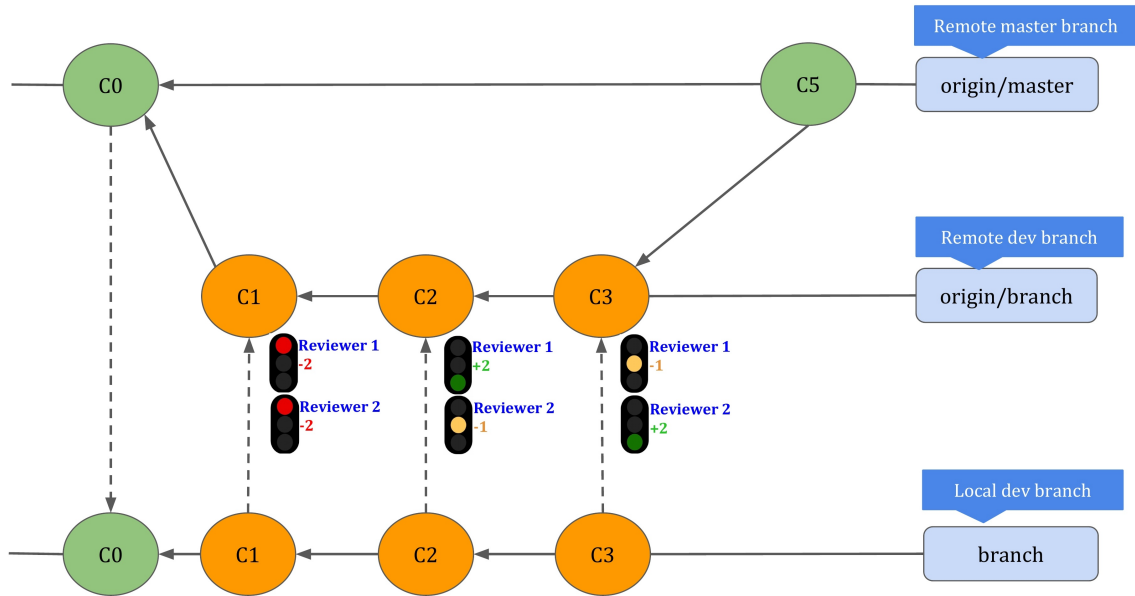 Remote master branch
C0
C5
origin/master
Remote dev branch
C1
C2
C3
origin/branch
Reviewer 1
-2
Reviewer 2
-2
Reviewer 1
+2
Reviewer 2
-1
Reviewer 1
-1
Reviewer 2
+2
Local dev branch
C0
C1
C2
C3
branch